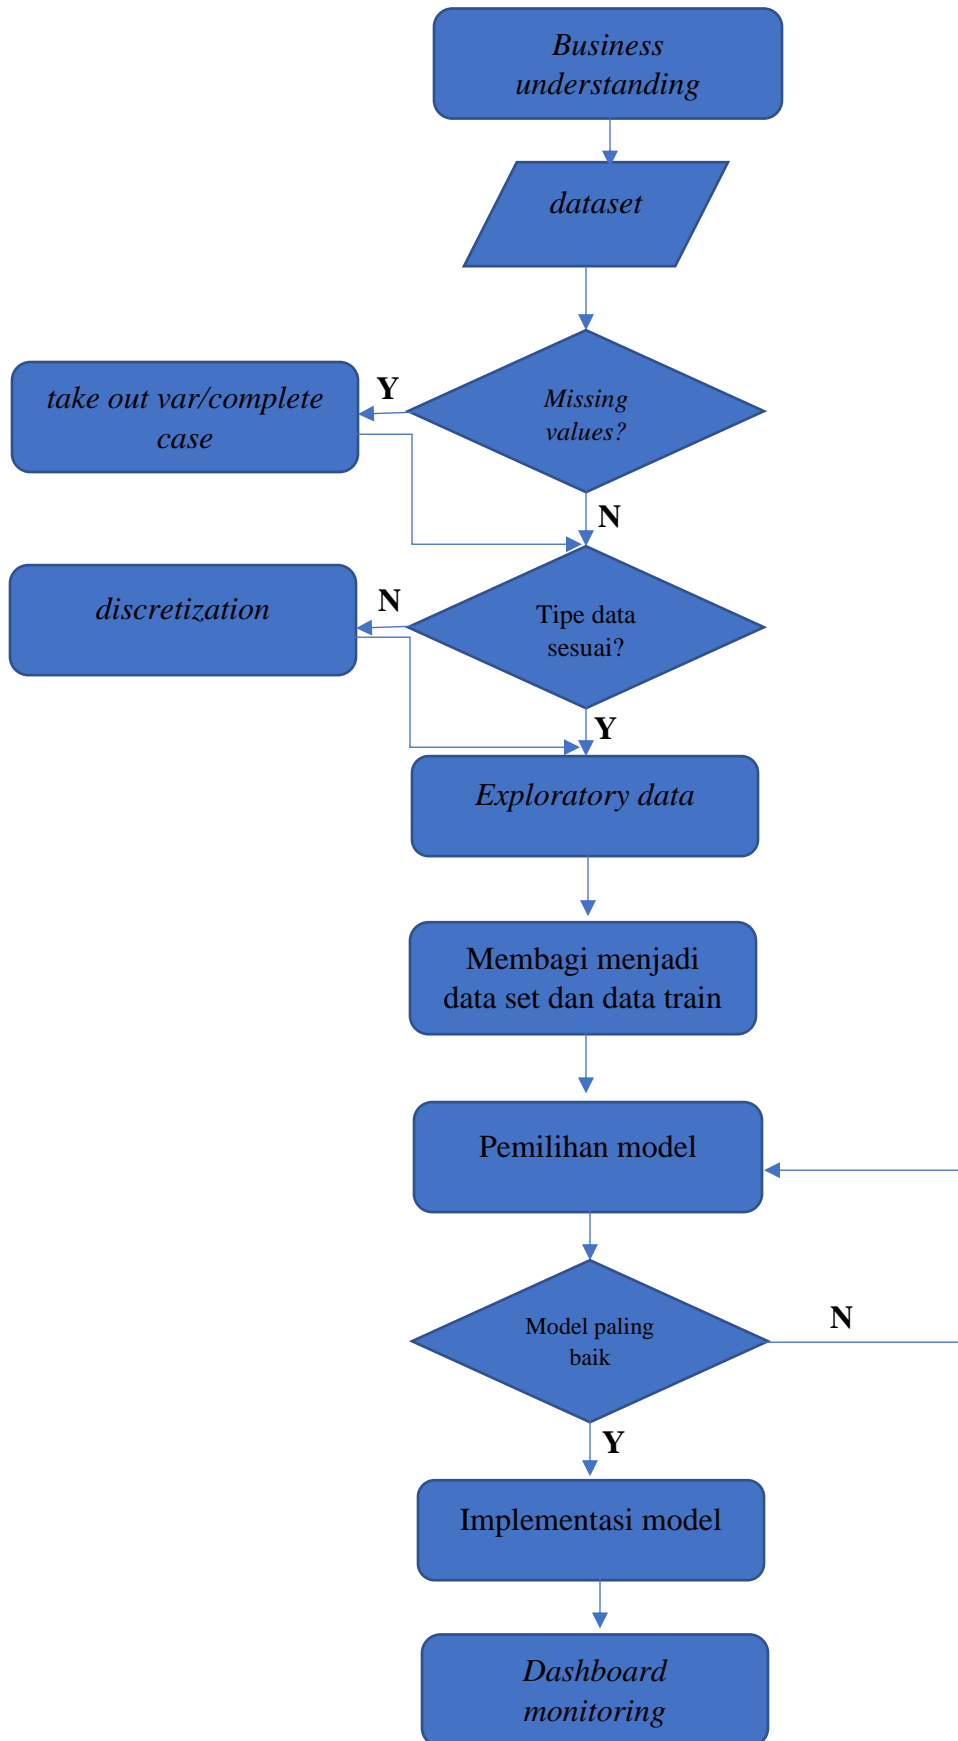 Business
understanding
dataset
Missing
values?
Y
take out var/complete
case
N
Tipe data
sesuai?
N
discretization
Y
Exploratory data
Membagi menjadi
data set dan data train
Pemilihan model
Model paling
baik
N
Y
Implementasi model
Dashboard
monitoring